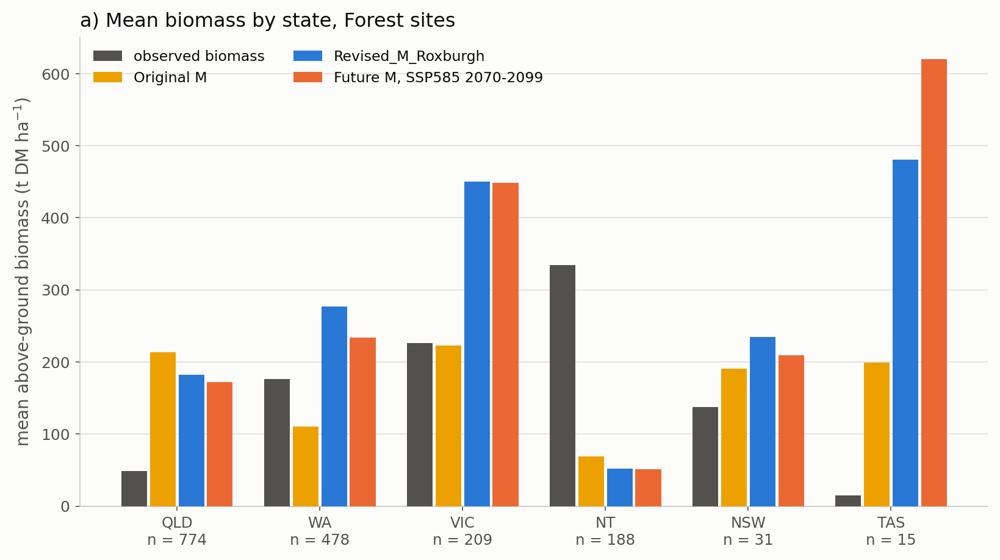 a) Mean biomass by state, Forest sites
observed biomass
Original M
Revised_M_Roxburgh
Future M, SSP585 2070-2099
mean above-ground biomass (t DM ha⁻¹)
600
500
400
300
200
100
0
QLD
n = 774
WA
n = 478
VIC
n = 209
NT
n = 188
NSW
n = 31
TAS
n = 15